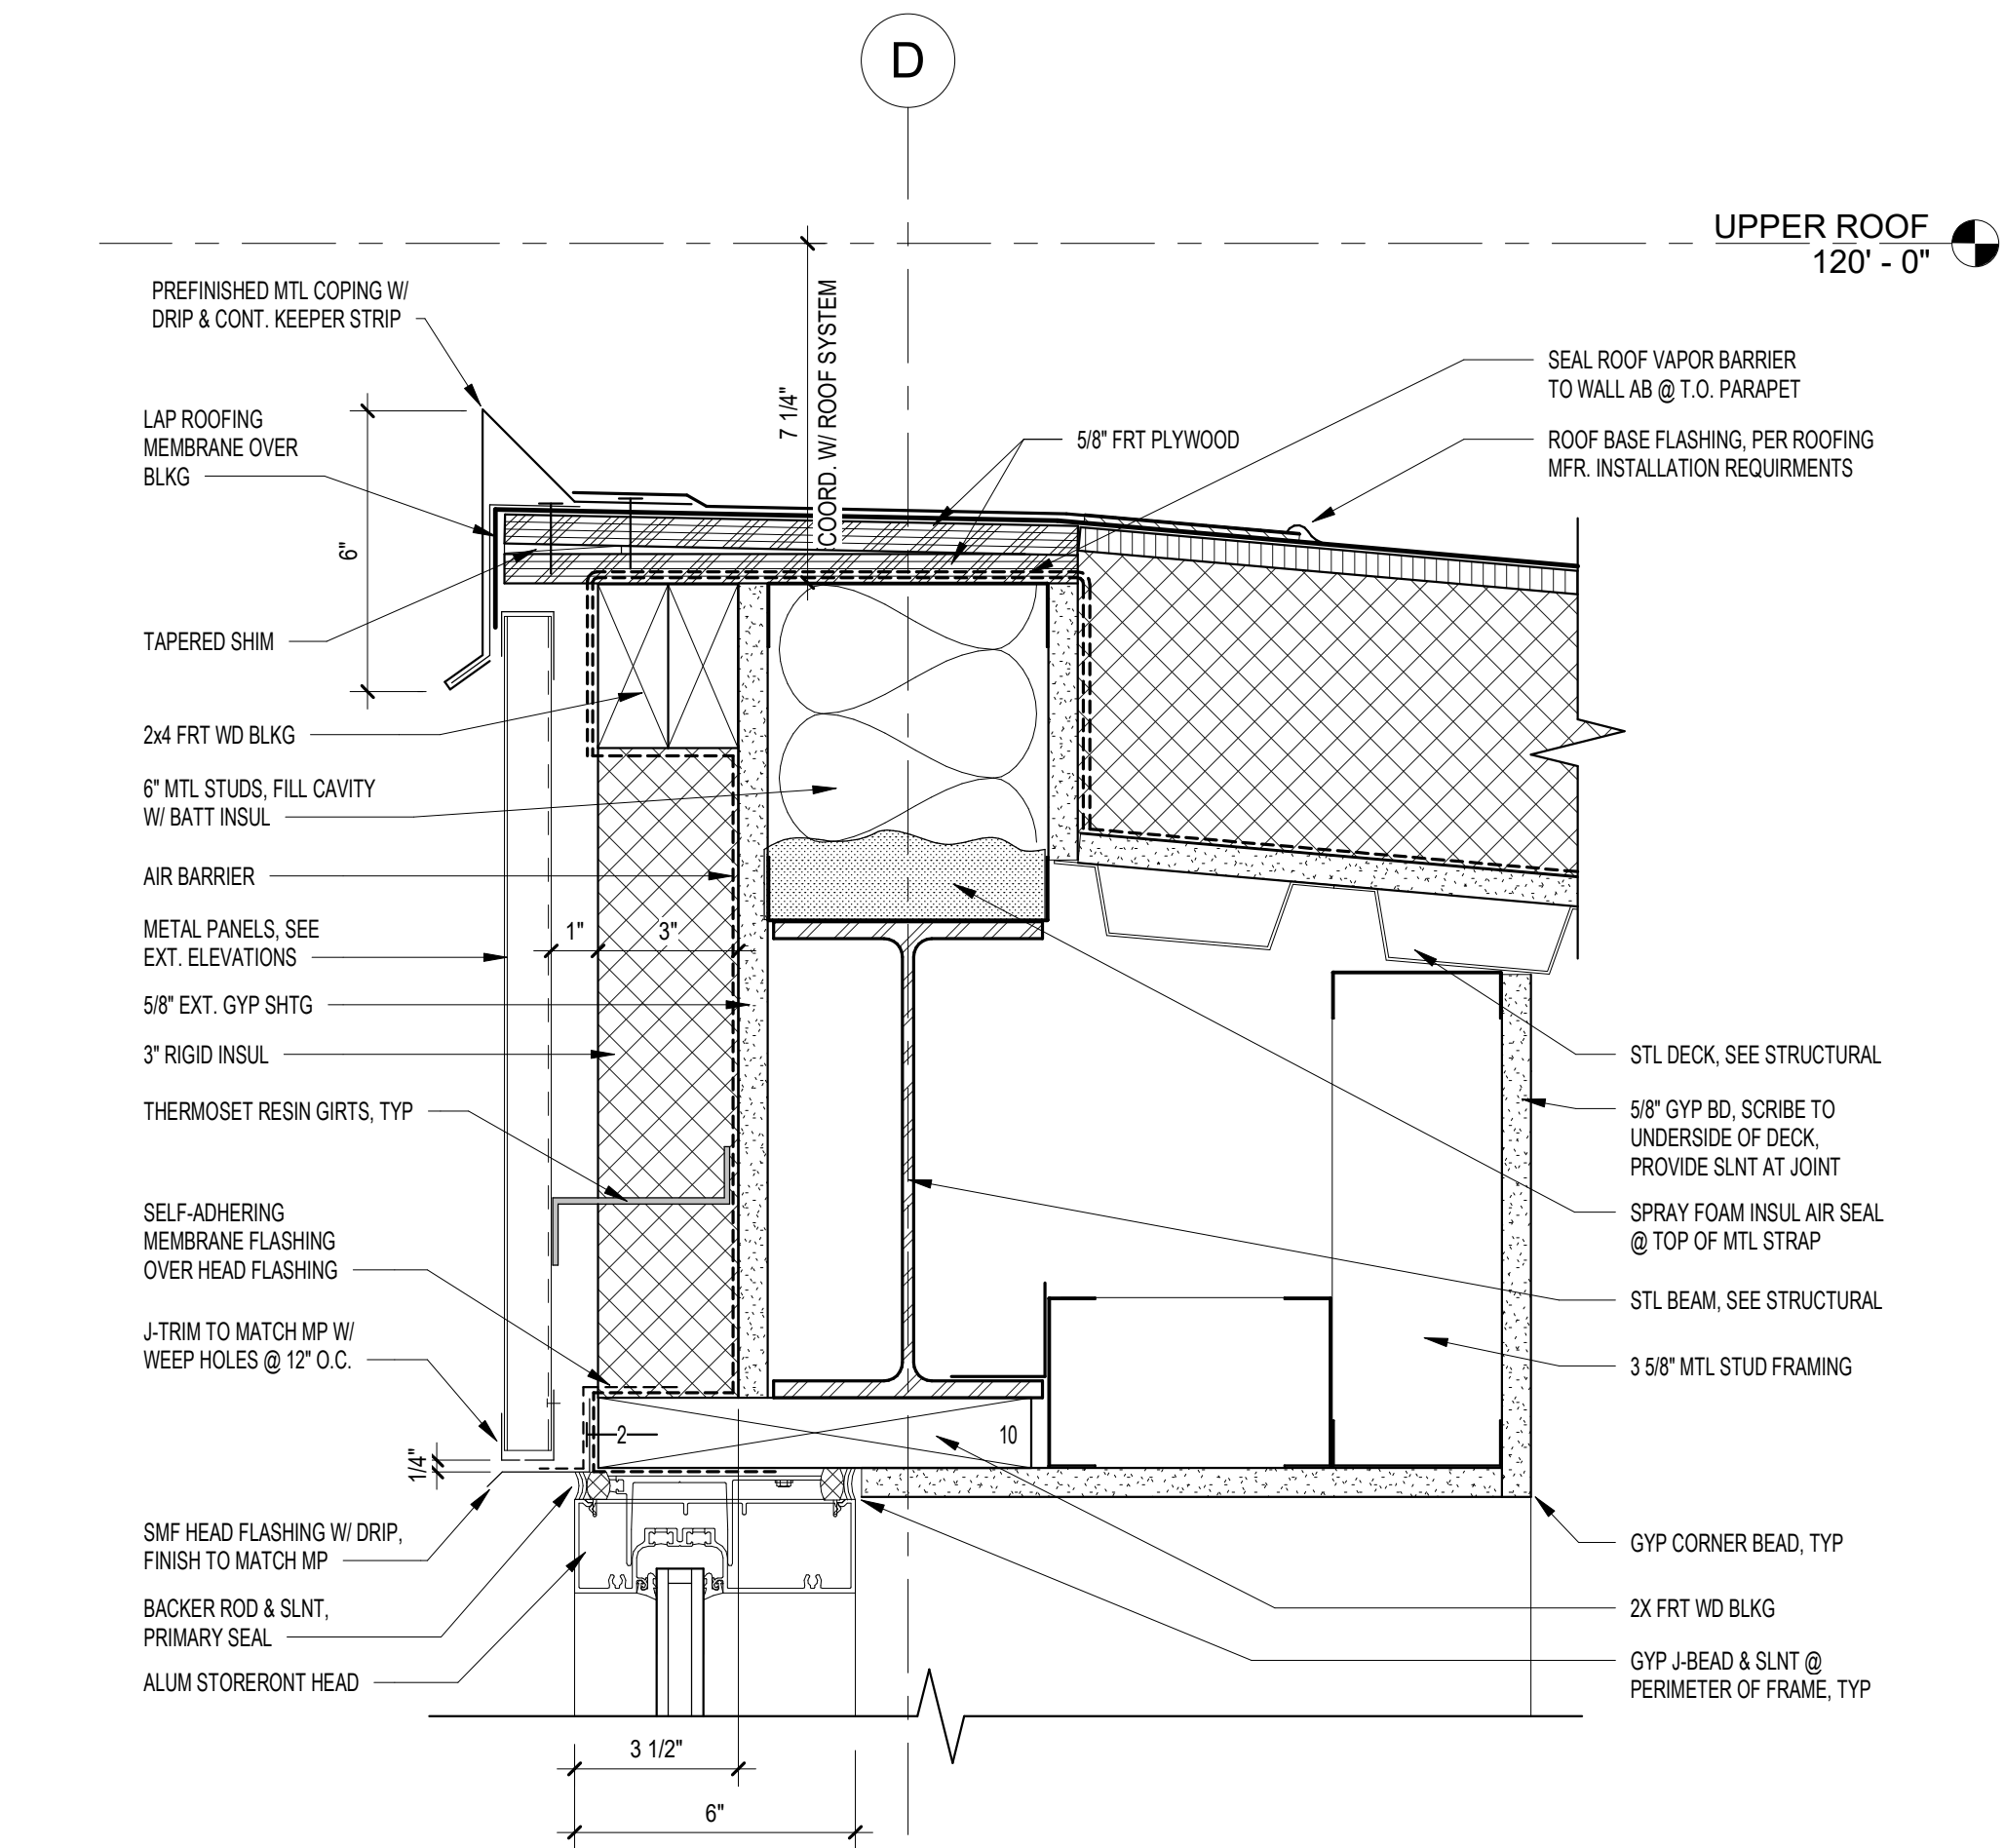 D
UPPER ROOF
120' - 0"
PREFINISHED MTL COPING W/
DRIP & CONT. KEEPER STRIP
LAP ROOFING
MEMBRANE OVER
BLKG
6"
7 1/4"
COORD. W/ ROOF SYSTEM
5/8" FRT PLYWOOD
SEAL ROOF VAPOR BARRIER
TO WALL AB @ T.O. PARAPET
ROOF BASE FLASHING, PER ROOFING
MFR. INSTALLATION REQUIRMENTS
TAPERED SHIM
2x4 FRT WD BLKG
6" MTL STUDS, FILL CAVITY
W/ BATT INSUL
AIR BARRIER
METAL PANELS, SEE
EXT. ELEVATIONS
1"
3"
5/8" EXT. GYP SHTG
3" RIGID INSUL
THERMOSET RESIN GIRTS, TYP
SELF-ADHERING
MEMBRANE FLASHING
OVER HEAD FLASHING
J-TRIM TO MATCH MP W/
WEEP HOLES @ 12" O.C.
1/4"
2
10
SMF HEAD FLASHING W/ DRIP,
FINISH TO MATCH MP
BACKER ROD & SLNT,
PRIMARY SEAL
ALUM STORERONT HEAD
STL DECK, SEE STRUCTURAL
5/8" GYP BD, SCRIBE TO
UNDERSIDE OF DECK,
PROVIDE SLNT AT JOINT
SPRAY FOAM INSUL AIR SEAL
@ TOP OF MTL STRAP
STL BEAM, SEE STRUCTURAL
3 5/8" MTL STUD FRAMING
GYP CORNER BEAD, TYP
2X FRT WD BLKG
GYP J-BEAD & SLNT @
PERIMETER OF FRAME, TYP
3 1/2"
6"